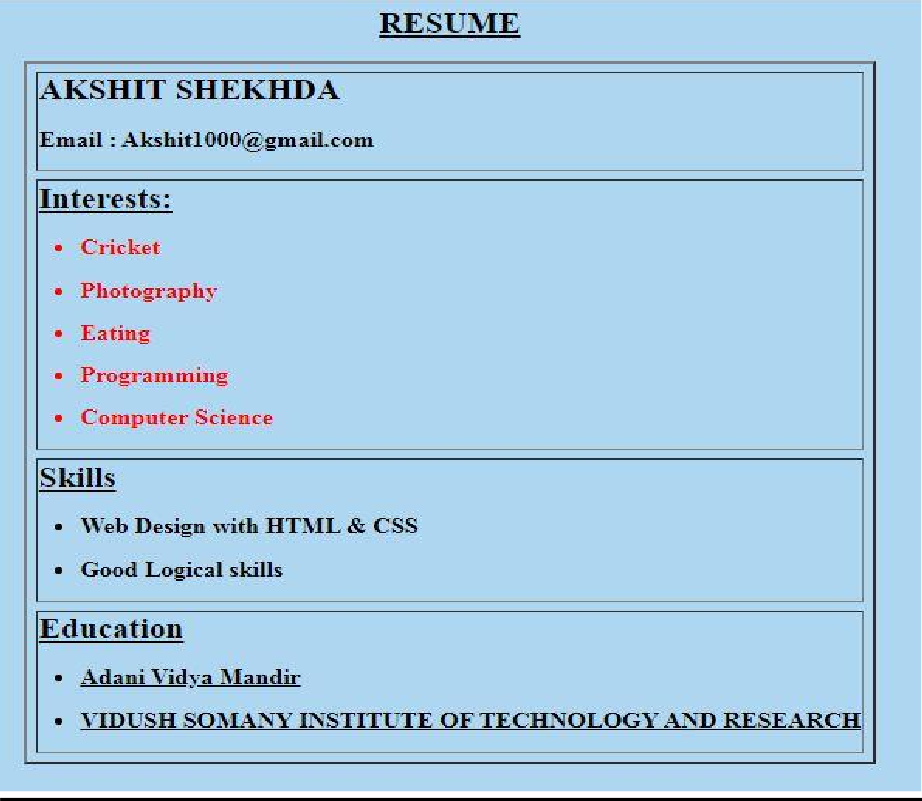 RESUME
AKSHIT SHEKHDA
Email : Akshit1000@gmail.com
Interests:
• Cricket
• Photography
• Eating
• Programming
• Computer Science
Skills
• Web Design with HTML & CSS
• Good Logical skills
Education
• Adani Vidya Mandir
• VIDUSH SOMANY INSTITUTE OF TECHNOLOGY AND RESEARCH